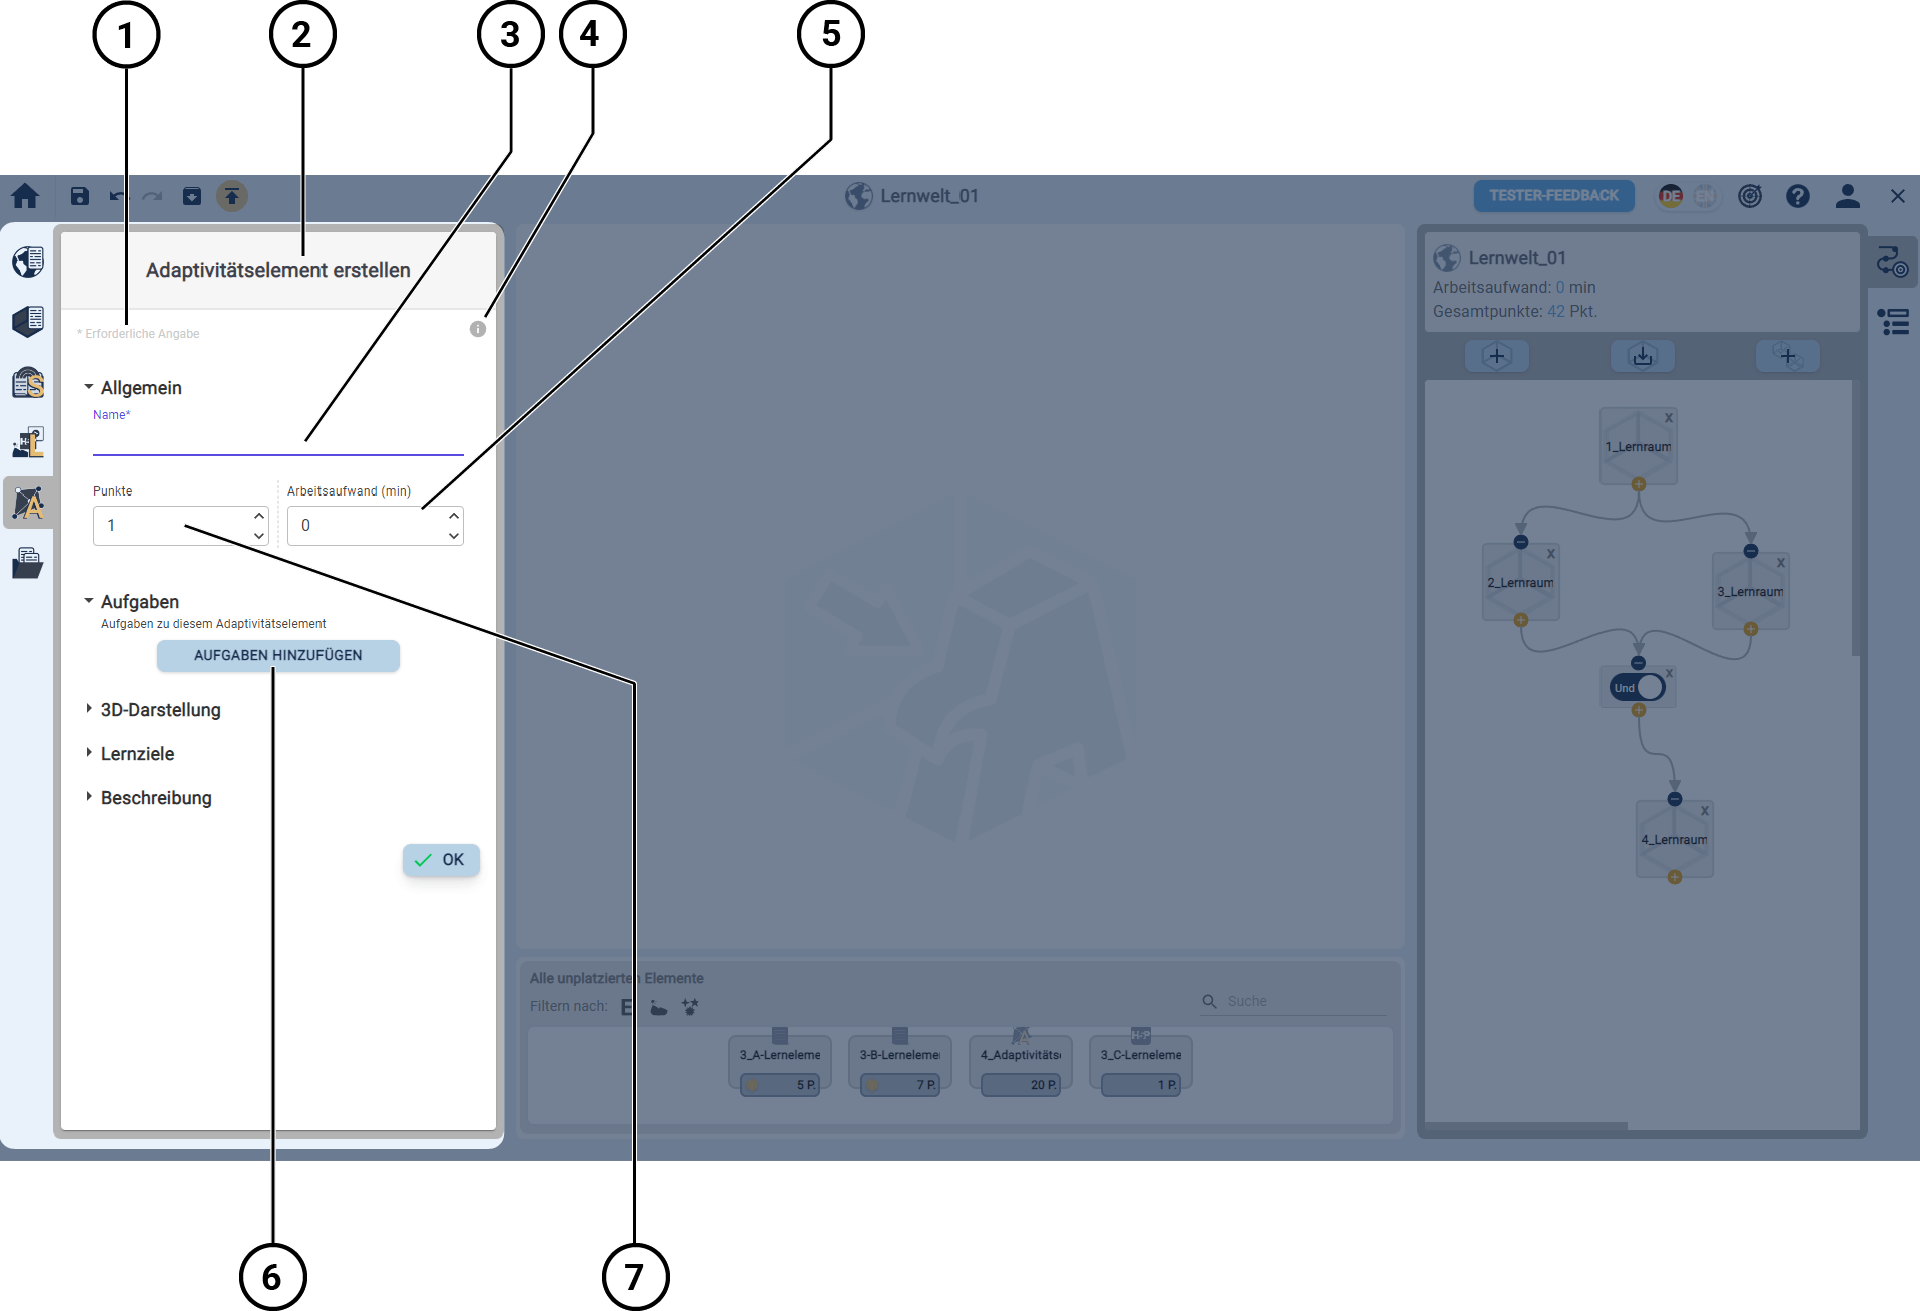 1
2
3
4
5
Lernwelt_01
TESTER-FEEDBACK
DE
EN
Adaptivitätselement erstellen
* Erforderliche Angabe
Allgemein
Name*
Punkte
Arbeitsaufwand (min)
1
0
Aufgaben
Aufgaben zu diesem Adaptivitätselement
AUFGABEN HINZUFÜGEN
3D-Darstellung
Lernziele
Beschreibung
OK
S
L
A
Alle unplatzierten Elemente
Filtern nach:
Suche
3_A-Lerneleme
5 P.
3-B-Lerneleme
7 P.
4_Adaptivitäts
20 P.
H-P
3_C-Lerneleme
1 P.
Lernwelt_01
Arbeitsaufwand: 0 min
Gesamtpunkte: 42 Pkt.
1_Lernraum
X
2_Lernraum
X
3_Lernraum
X
Und
X
4_Lernraum
X
6
7